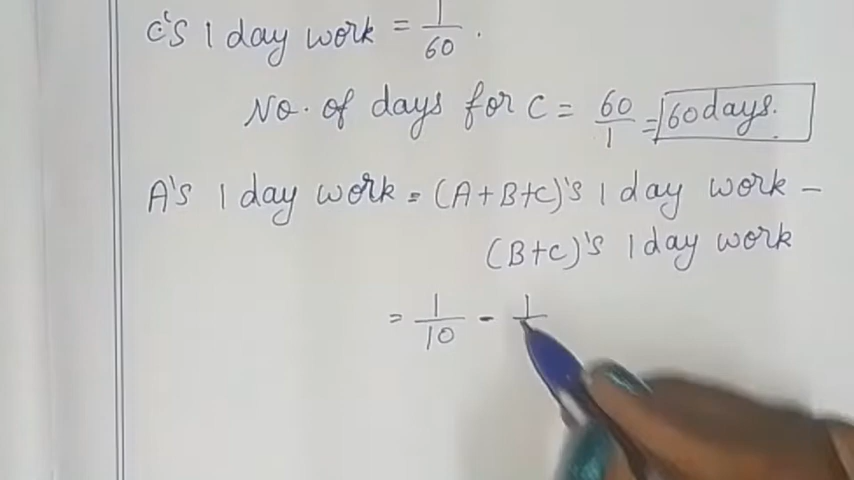 C'S 1 day work = 1/60.
No. of days for C = 60/1 = 60 days.
A's 1 day work = (A+B+C)'s 1 day work -
(B+C)'s 1 day work
= 1/10 - 1/